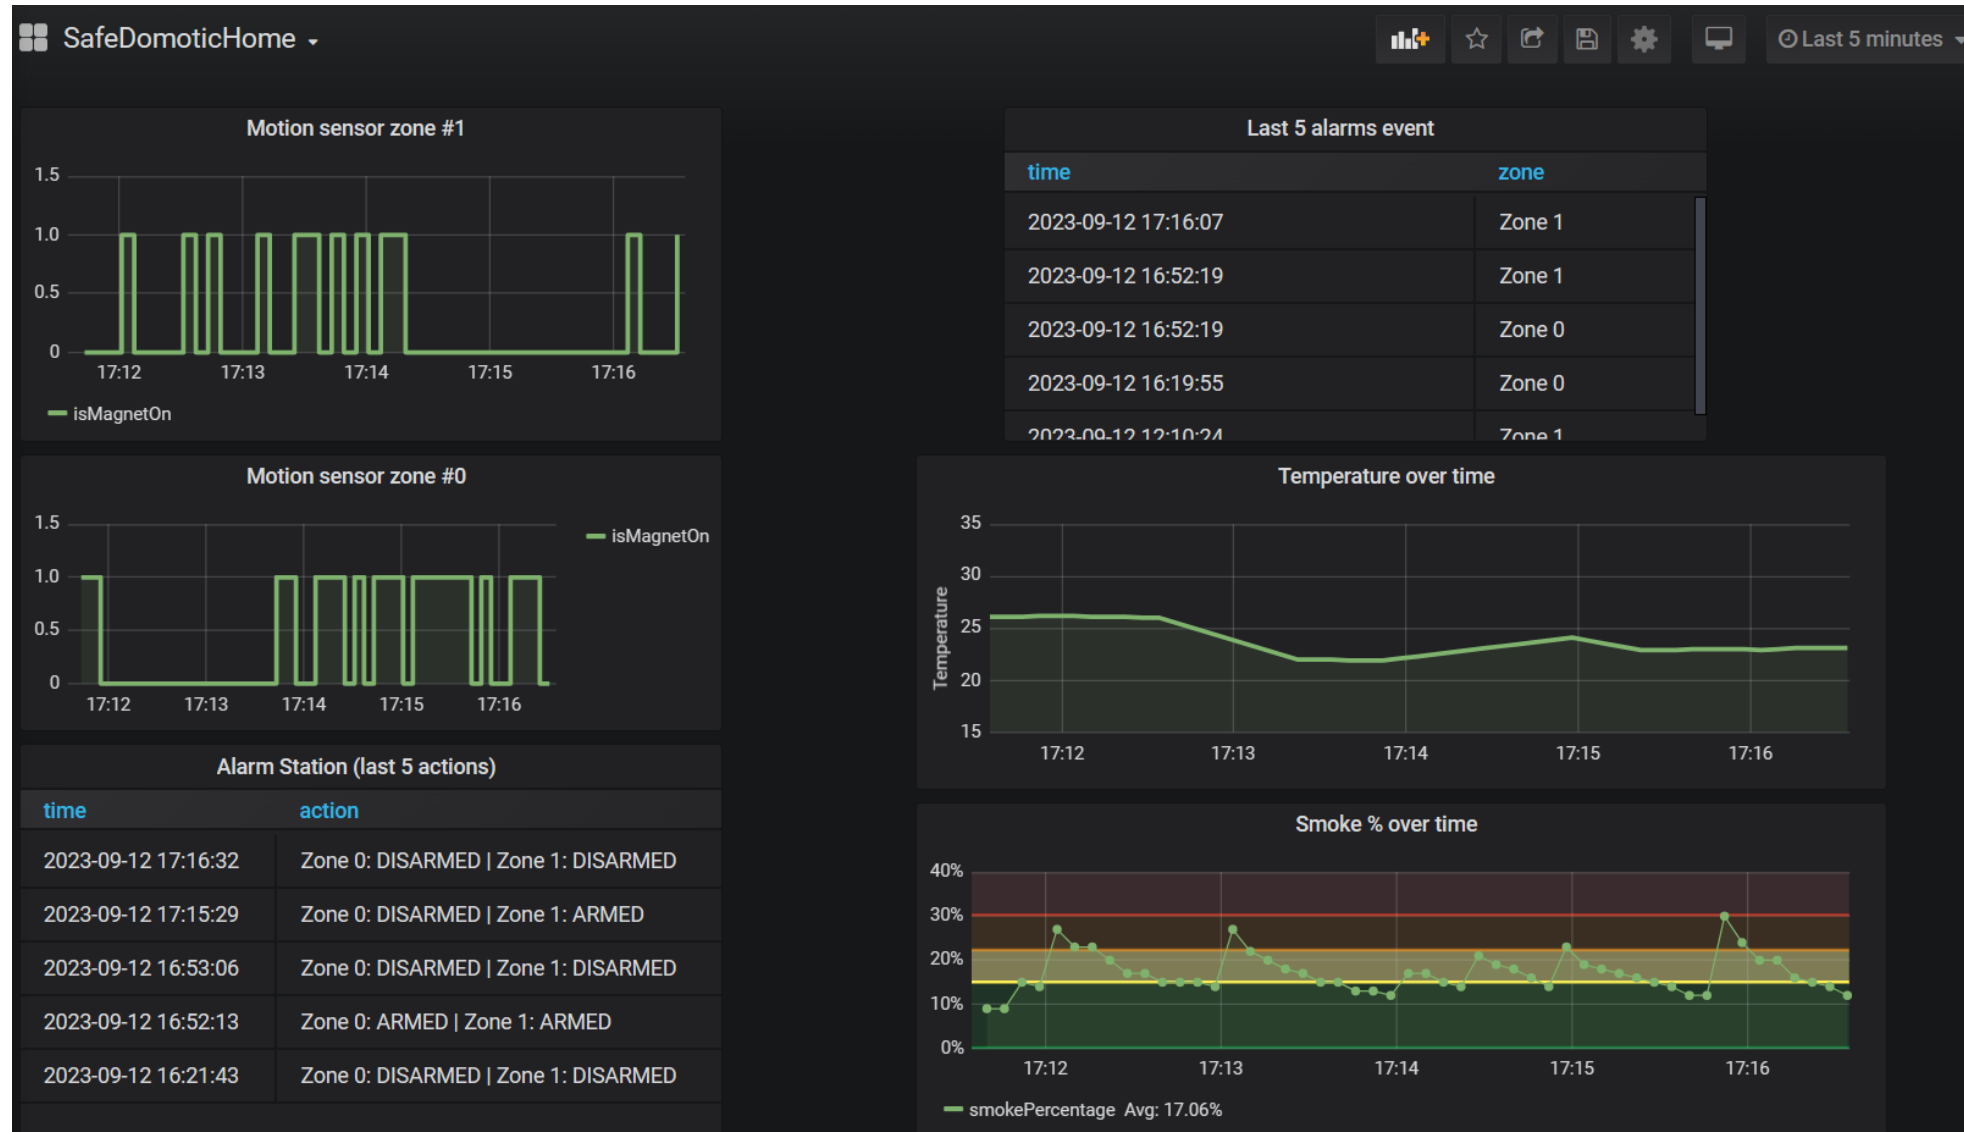 SafeDomoticHome
Last 5 minutes
Motion sensor zone #1
1.5
1.0
0.5
0
17:12 17:13 17:14 17:15 17:16
isMagnetOn
Last 5 alarms event
time zone
2023-09-12 17:16:07 Zone 1
2023-09-12 16:52:19 Zone 1
2023-09-12 16:52:19 Zone 0
2023-09-12 16:19:55 Zone 0
2023-09-12 12:10:24 Zone 1
Motion sensor zone #0
1.5
1.0
0.5
0
17:12 17:13 17:14 17:15 17:16
isMagnetOn
Temperature over time
Temperature
35
30
25
20
15
17:12 17:13 17:14 17:15 17:16
Alarm Station (last 5 actions)
time action
2023-09-12 17:16:32 Zone 0: DISARMED | Zone 1: DISARMED
2023-09-12 17:15:29 Zone 0: DISARMED | Zone 1: ARMED
2023-09-12 16:53:06 Zone 0: DISARMED | Zone 1: DISARMED
2023-09-12 16:52:13 Zone 0: ARMED | Zone 1: ARMED
2023-09-12 16:21:43 Zone 0: DISARMED | Zone 1: DISARMED
Smoke % over time
40%
30%
20%
10%
0%
17:12 17:13 17:14 17:15 17:16
smokePercentage Avg: 17.06%